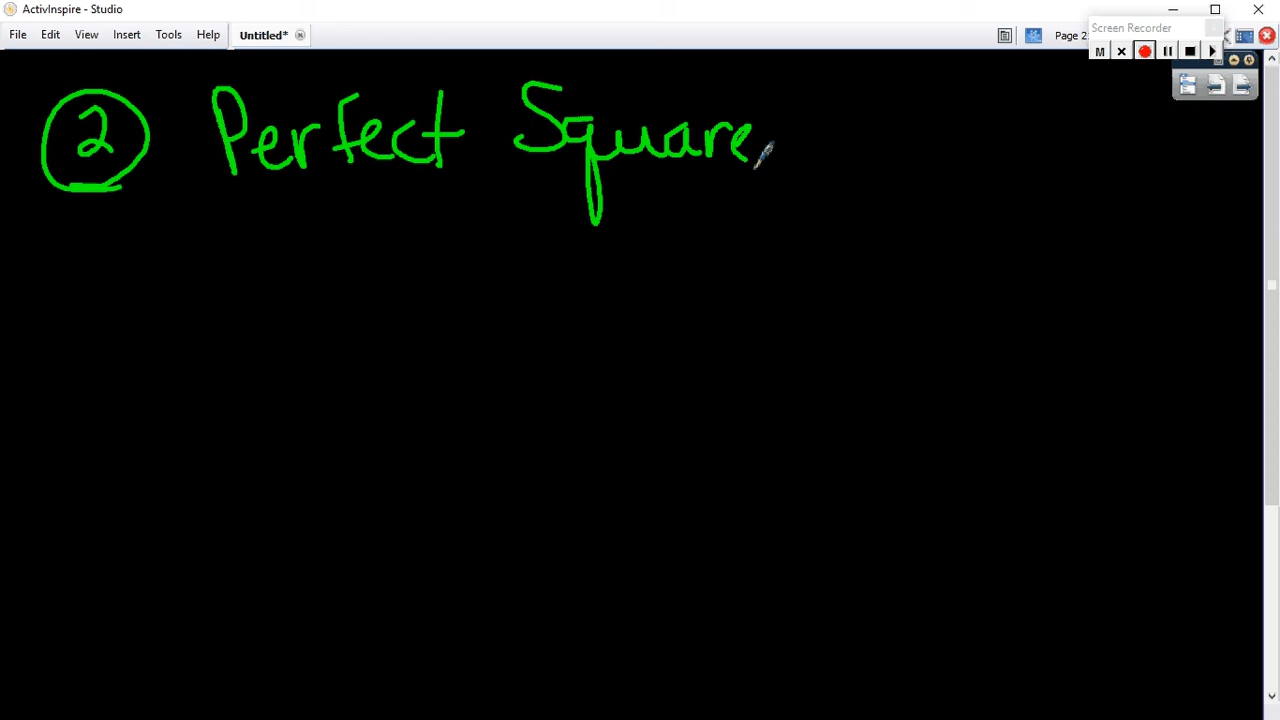 ActivInspire - Studio
File Edit View Insert Tools Help Untitled*
Screen Recorder
M
② Perfect Square